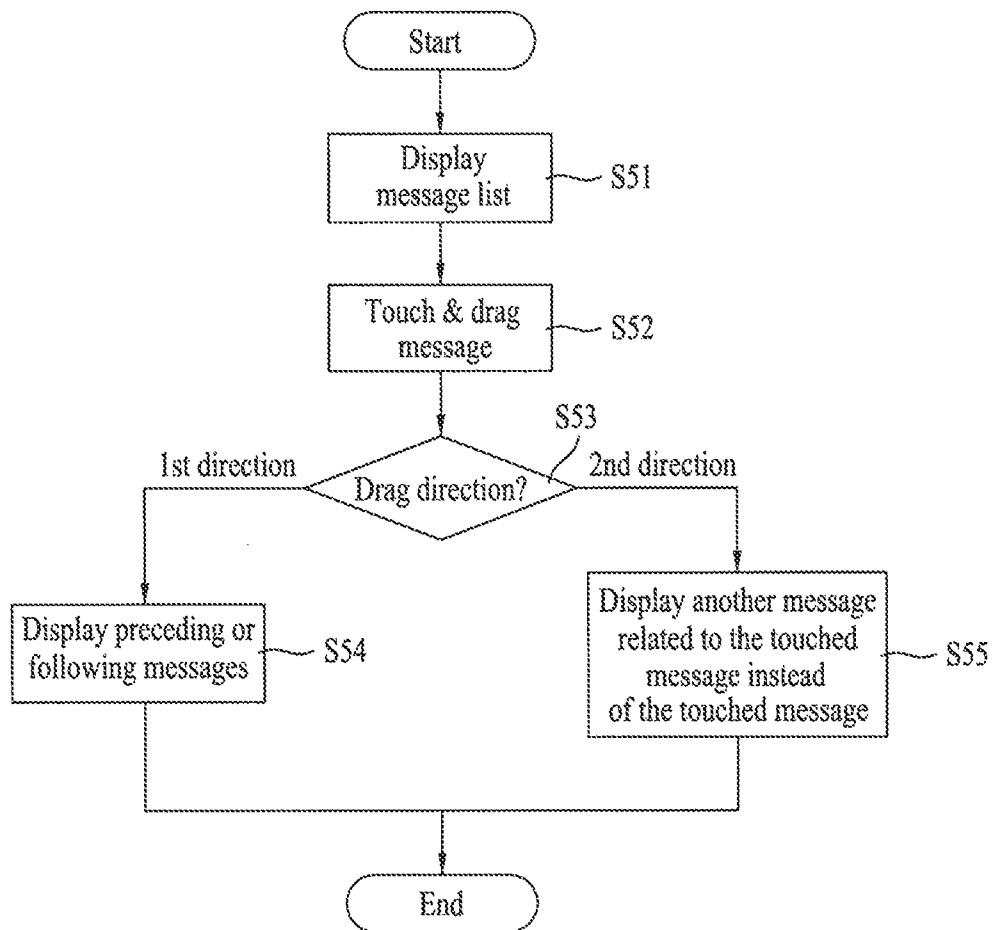 Start
Display
message list
S51
Touch & drag
message
S52
S53
1st direction
Drag direction?
2nd direction
Display preceding or
following messages
S54
Display another message
related to the touched
message instead
of the touched message
S55
End